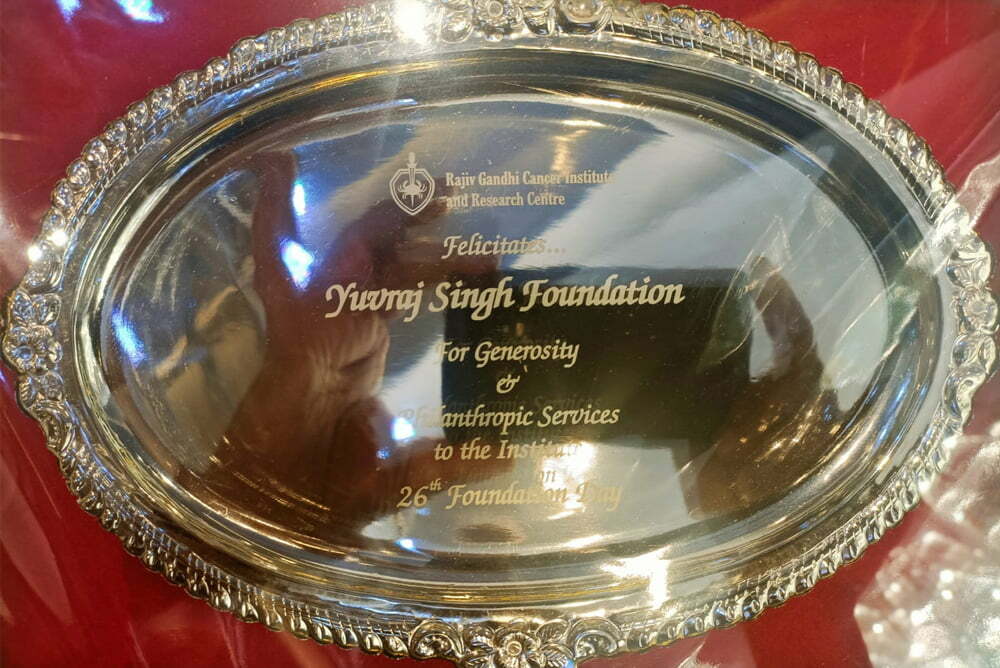 Rajiv Gandhi Cancer Institute
and Research Centre
Felicitates...
Yuvraj Singh Foundation
For Generosity
&
Philanthropic Services
to the Institute
on
26th Foundation Day